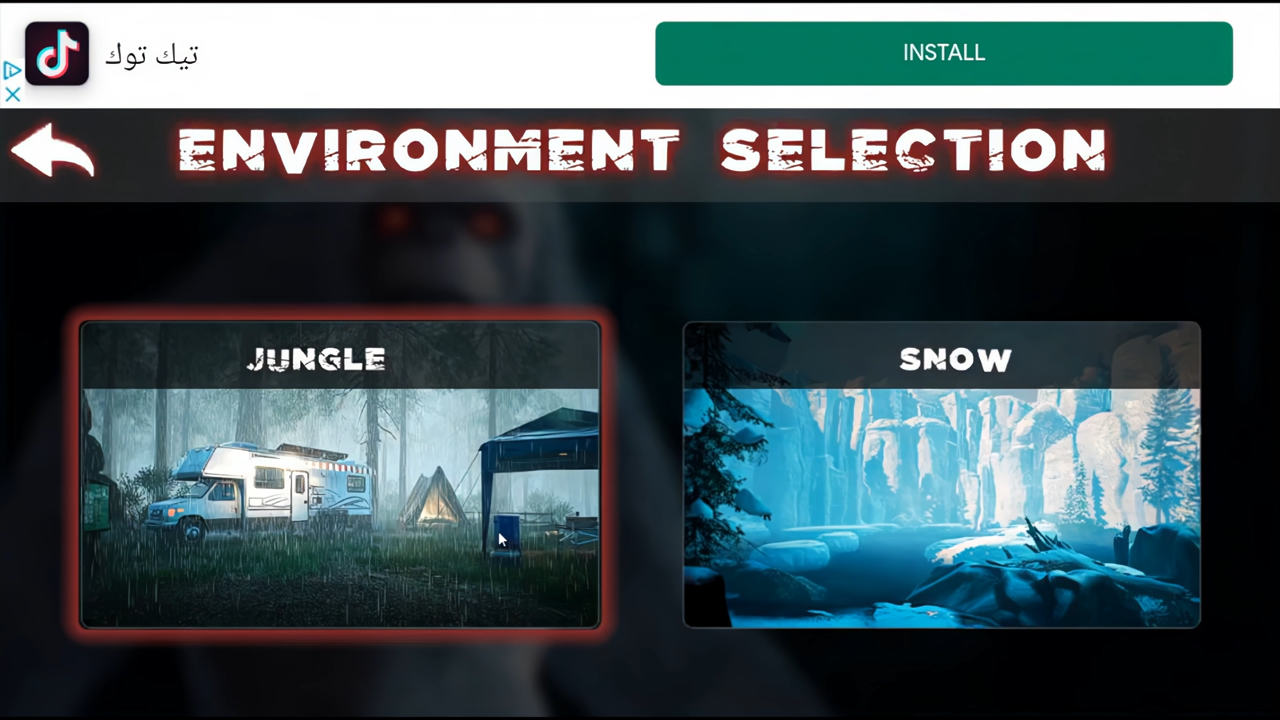 تيك توك
INSTALL
ENVIRONMENT SELECTION
JUNGLE
SNOW